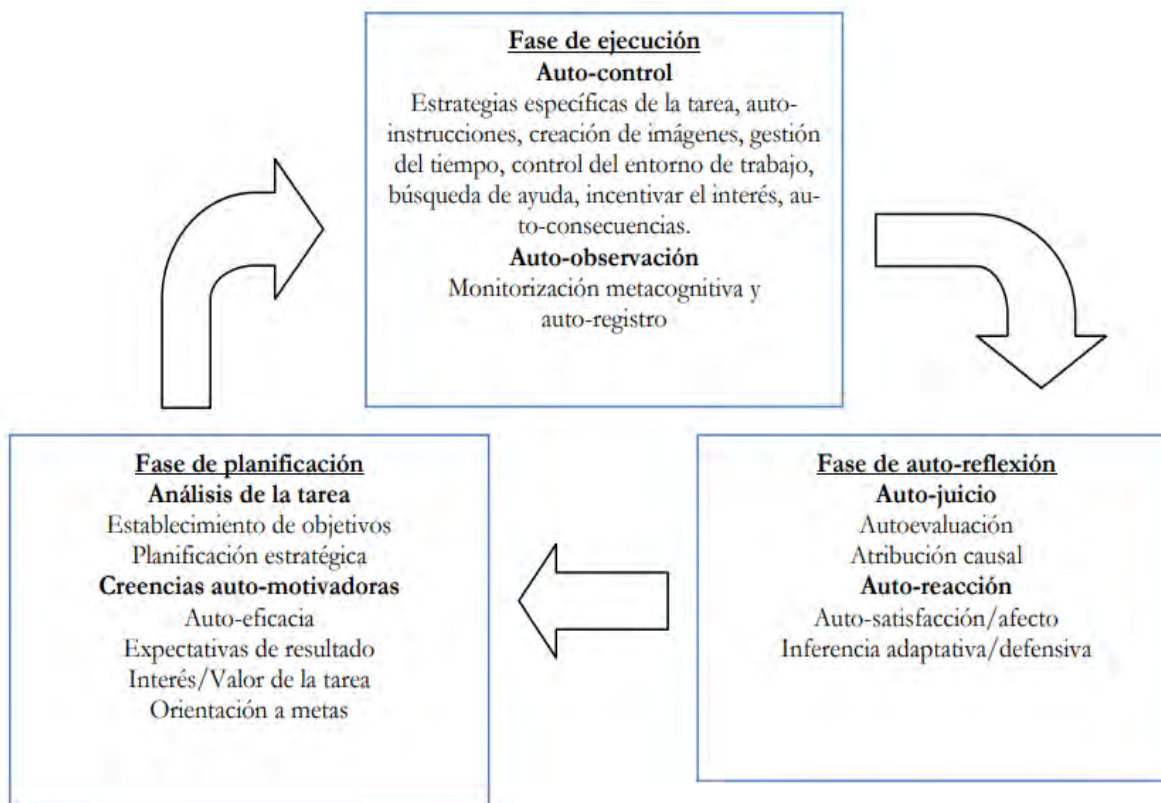 Fase de ejecución
Auto-control
Estrategias específicas de la tarea, auto-
instrucciones, creación de imágenes, gestión
del tiempo, control del entorno de trabajo,
búsqueda de ayuda, incentivar el interés, au-
to-consecuencias.
Auto-observación
Monitorización metacognitiva y
auto-registro
Fase de planificación
Análisis de la tarea
Establecimiento de objetivos
Planificación estratégica
Creencias auto-motivadoras
Auto-eficacia
Expectativas de resultado
Interés/Valor de la tarea
Orientación a metas
Fase de auto-reflexión
Auto-juicio
Autoevaluación
Atribución causal
Auto-reacción
Auto-satisfacción/afecto
Inferencia adaptativa/defensiva